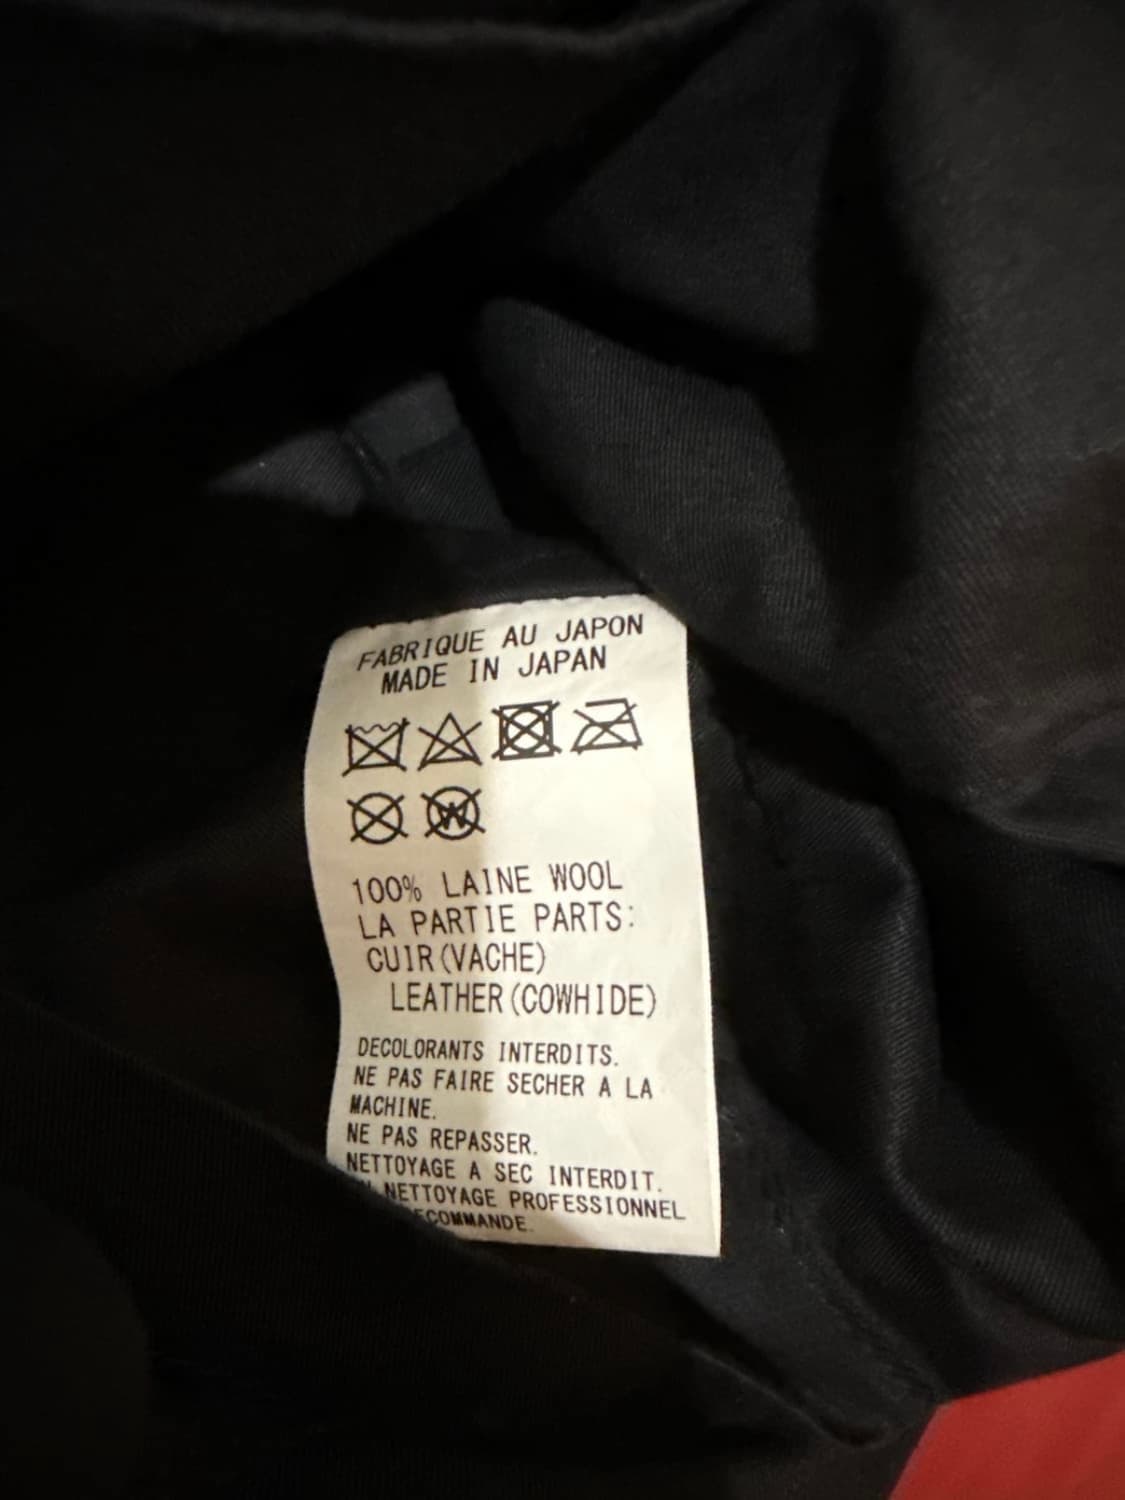 FABRIQUE AU JAPON
MADE IN JAPAN
W
100% LAINE WOOL
LA PARTIE PARTS:
CUIR(VACHE)
LEATHER(COWHIDE)
DECOLORANTS INTERDITS.
NE PAS FAIRE SECHER A LA
MACHINE.
NE PAS REPASSER.
NETTOYAGE A SEC INTERDIT.
NETTOYAGE PROFESSIONNEL
ECOMMANDE.